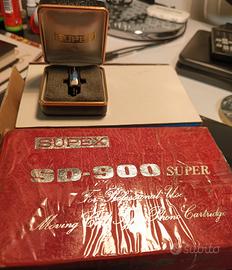 SUPEX
SUPEX
SD-900 SUPER
For Professional Use
Moving Coil Phono Cartridge
subito